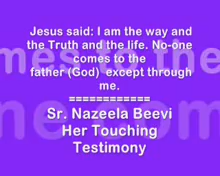 Jesus said: I am the way and
the Truth and the life. No-one
comes to the
father (God)  except through
me.
============
Sr. Nazeela Beevi
Her Touching
Testimony